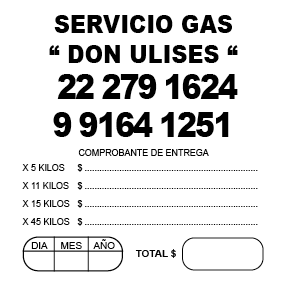 SERVICIO GAS
“ DON ULISES “
22 279 1624
9 9164 1251
COMPROBANTE DE ENTREGA
X 5 KILOS $ ............................................................
X 11 KILOS $ ............................................................
X 15 KILOS $ ............................................................
X 45 KILOS $ ............................................................
DIA MES AÑO
TOTAL $